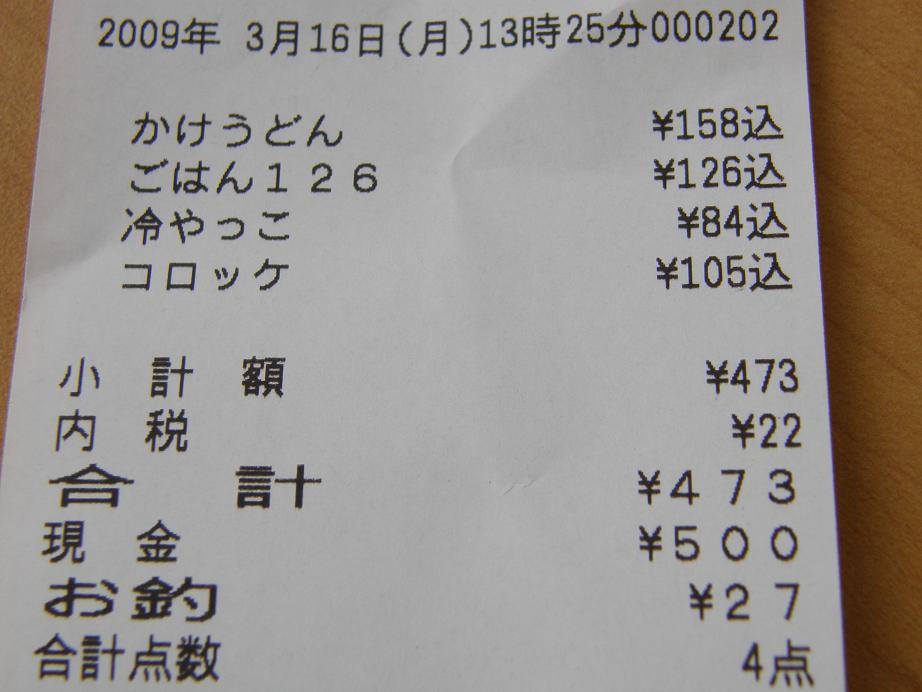 2009年 3月16日(月)13時25分000202
かけうどん ¥158込
ごはん126 ¥126込
冷やっこ ¥84込
コロッケ ¥105込
小計額 ¥473
内税 ¥22
合計 ¥473
現金 ¥500
お釣 ¥27
合計点数 4点